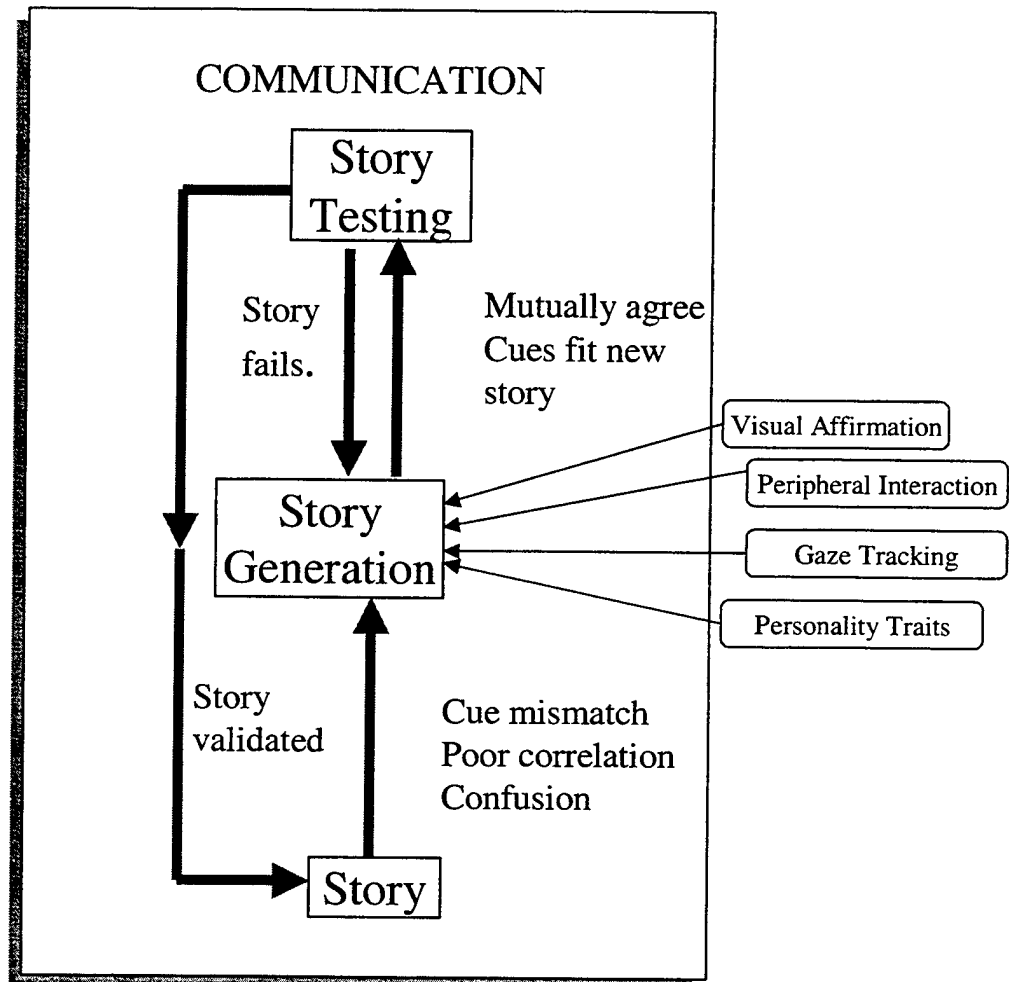 COMMUNICATION
Story
Testing
Story
fails.
Mutually agree
Cues fit new
story
Visual Affirmation
Peripheral Interaction
Story
Generation
Gaze Tracking
Personality Traits
Story
validated
Cue mismatch
Poor correlation
Confusion
Story